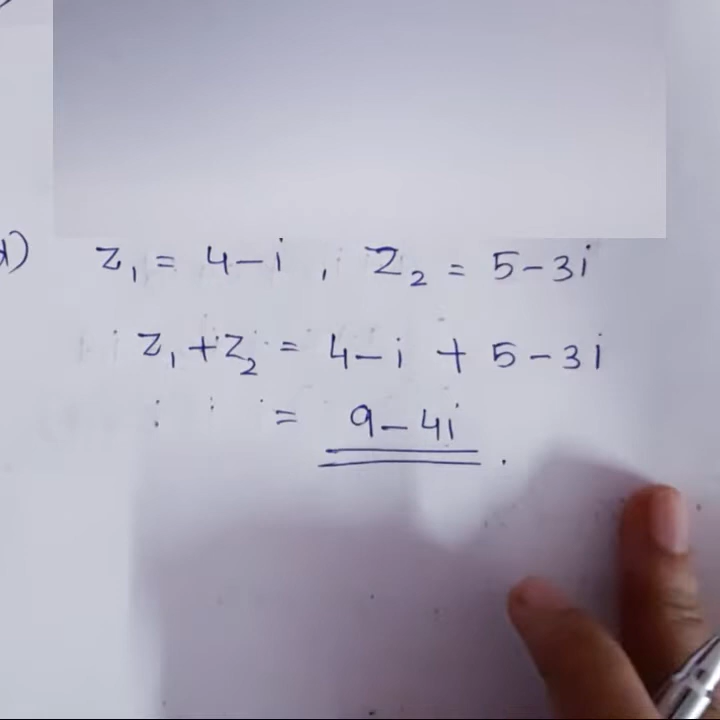 d) z₁ = 4-i , z₂ = 5-3i
z₁+z₂ = 4-i + 5-3i
= 9-4i.